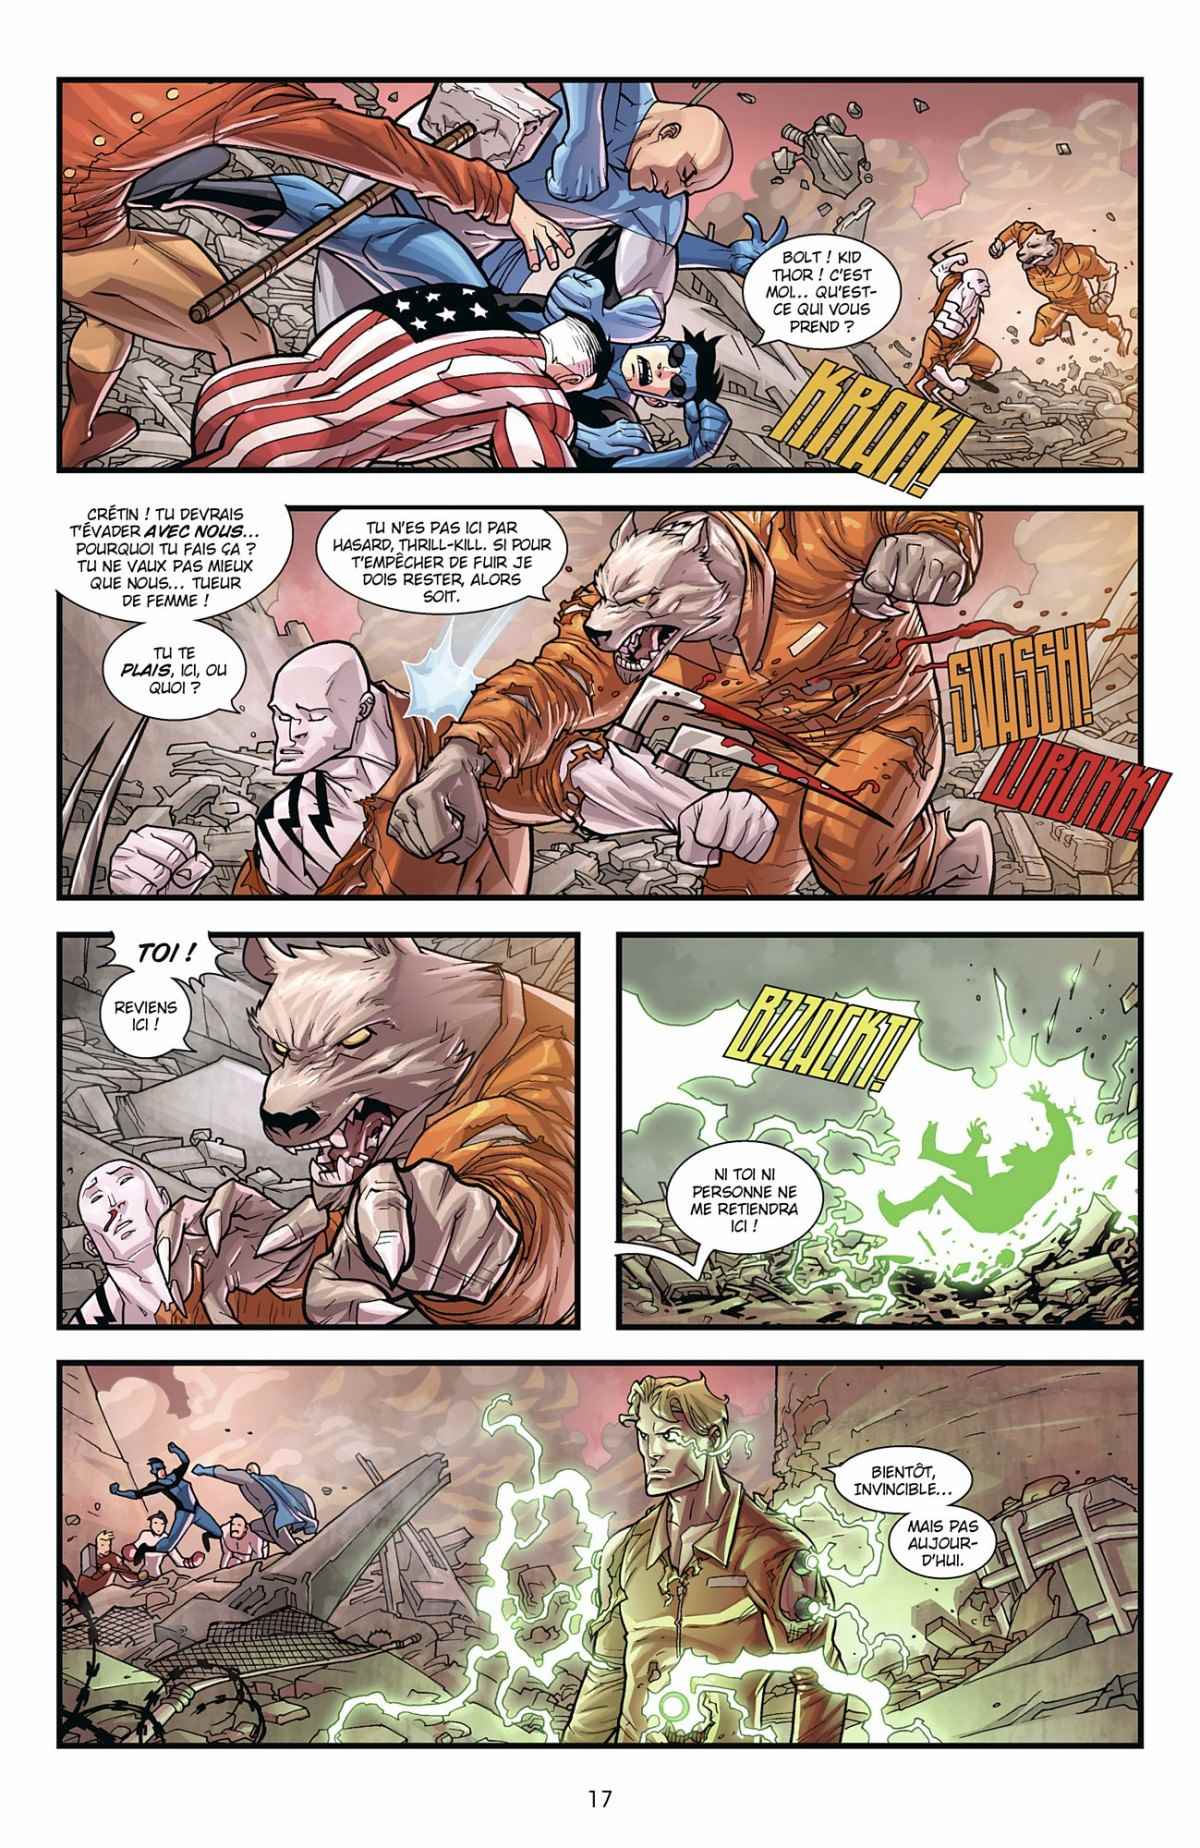 BOLT ! KID
THOR ! C'EST
MOI... QU'EST-
CE QUI VOUS
PREND ?
KRAK!
CRÉTIN ! TU DEVRAIS
T'ÉVADER AVEC NOUS...
POURQUOI TU FAIS ÇA ?
TU NE VAUX PAS MIEUX
QUE NOUS... TUEUR
DE FEMME !
TU TE
PLAIS, ICI, OU
QUOI ?
TU N'ES PAS ICI PAR
HASARD, THRILL-KILL. SI POUR
T'EMPÊCHER DE FUIR JE
DOIS RESTER, ALORS
SOIT.
SVASSH!
WROKK!
TOI !
REVIENS
ICI !
BZZACKT!
NI TOI NI
PERSONNE NE
ME RETIENDRA
ICI !
BIENTÔT,
INVINCIBLE...
MAIS PAS
AUJOUR-
D'HUI.
17